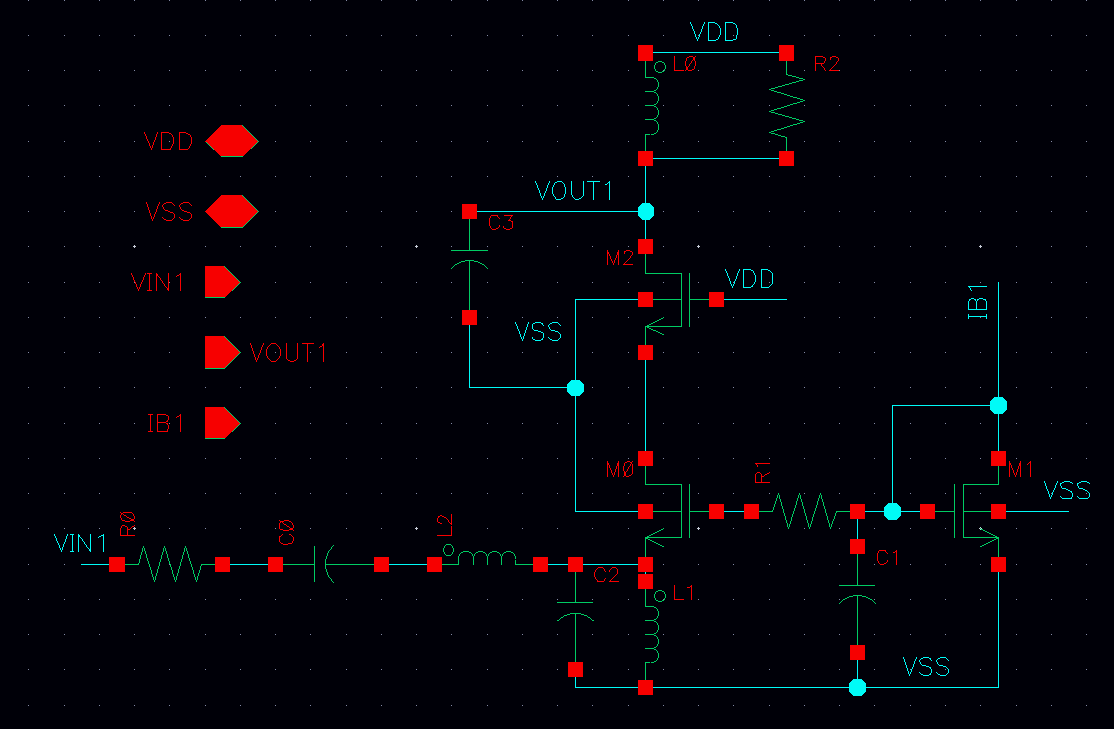 VDD
L0
R2
VDD
VOUT1
VSS
C3
M2
VDD
VIN1
IB1
VSS
VOUT1
IB1
M0
R1
M1
VSS
R0
C0
L2
VIN1
C2
C1
L1
VSS